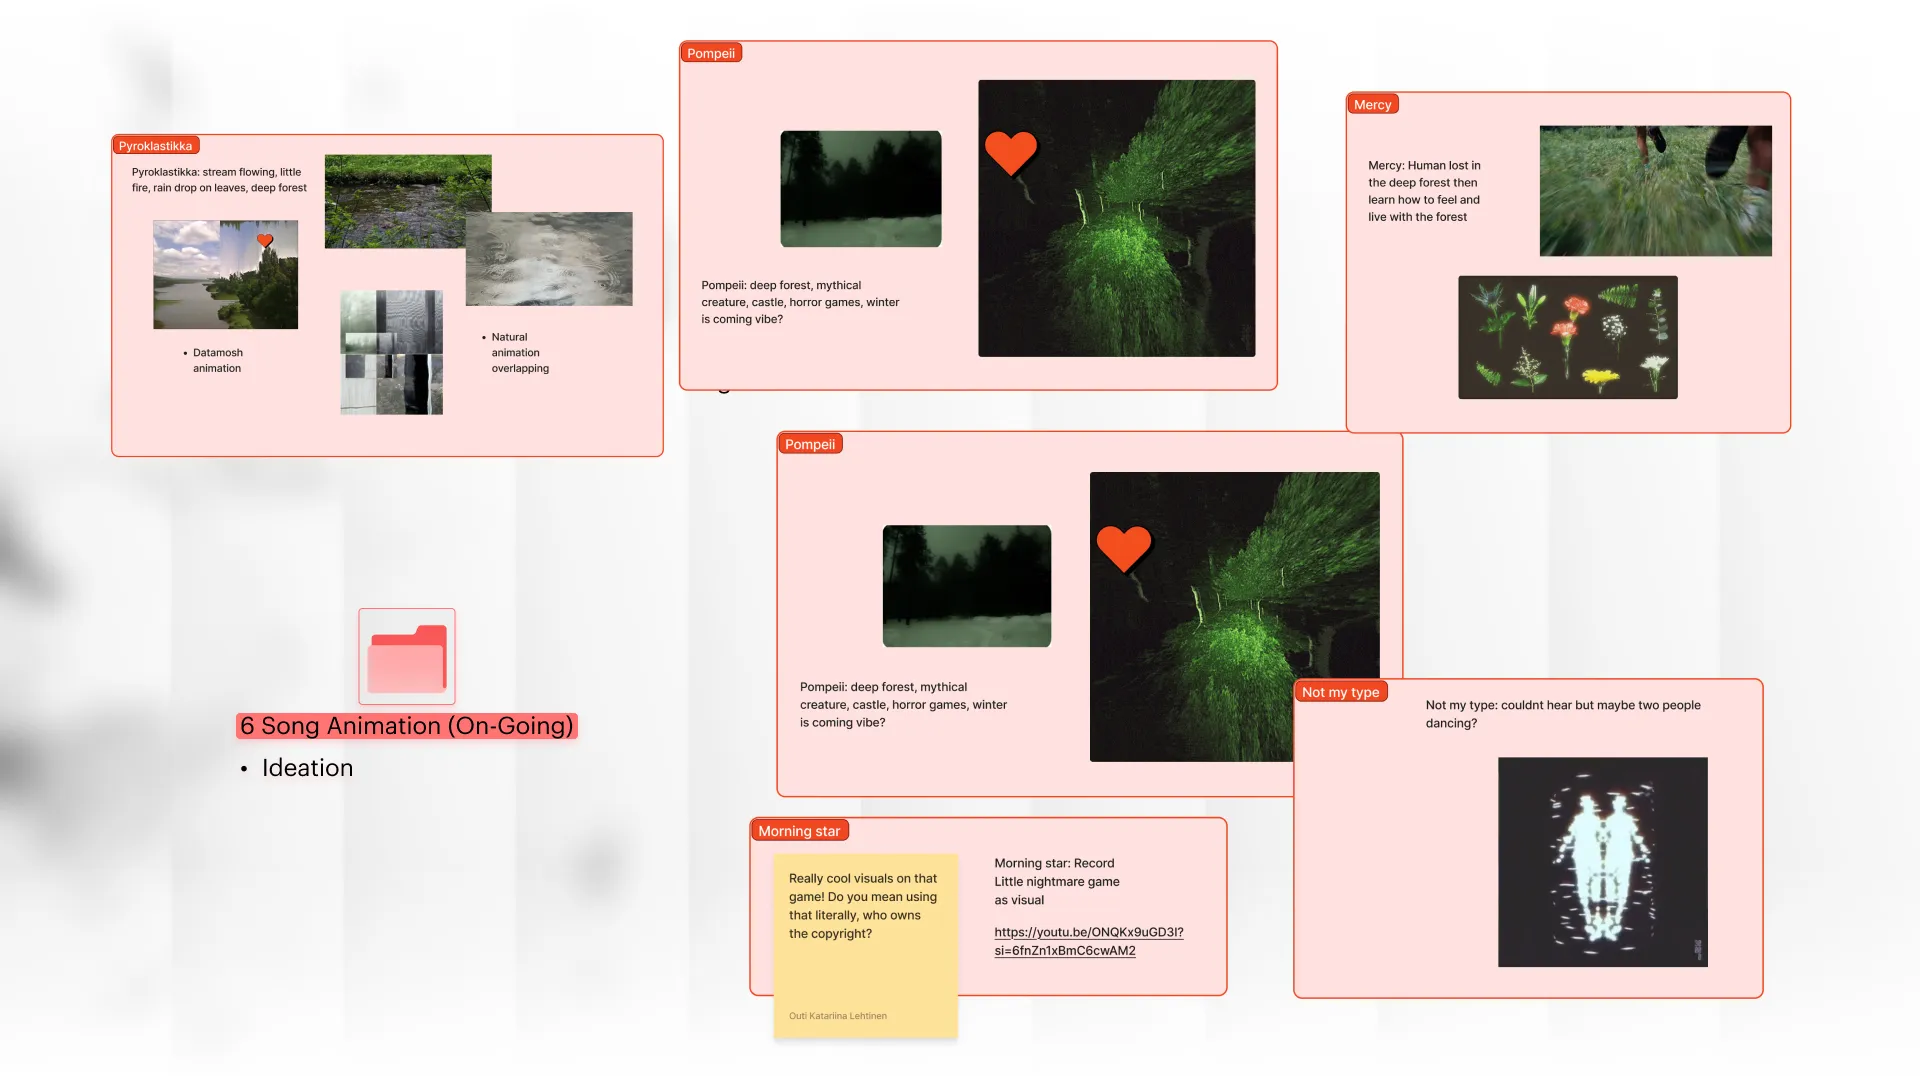 Pyroklastikka
Pyroklastikka: stream flowing, little
fire, rain drop on leaves, deep forest
• Datamosh
animation
• Natural
animation
overlapping
Pompeii
Pompeii: deep forest, mythical
creature, castle, horror games, winter
is coming vibe?
Mercy
Mercy: Human lost in
the deep forest then
learn how to feel and
live with the forest
6 Song Animation (On-Going)
• Ideation
Pompeii
Pompeii: deep forest, mythical
creature, castle, horror games, winter
is coming vibe?
Not my type
Not my type: couldnt hear but maybe two people
dancing?
Morning star
Really cool visuals on that
game! Do you mean using
that literally, who owns
the copyright?
Outi Katariina Lehtinen
Morning star: Record
Little nightmare game
as visual
https://youtu.be/ONQKx9uGD3I?
si=6fnZn1xBmC6cwAM2